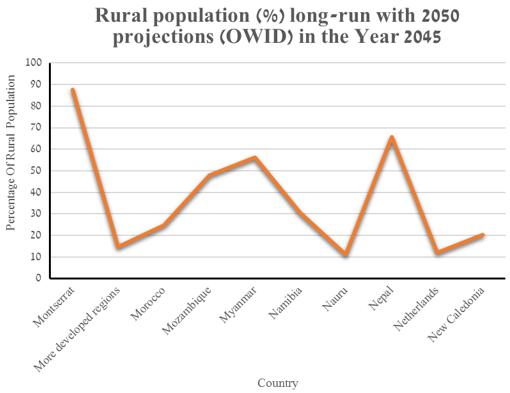 Rural population (%) long-run with 2050
projections (OWID) in the Year 2045
Percentage Of Rural Population
100
90
80
70
60
50
40
30
20
10
0
Montserrat
More developed regions
Morocco
Mozambique
Myanmar
Namibia
Nauru
Nepal
Netherlands
New Caledonia
Country